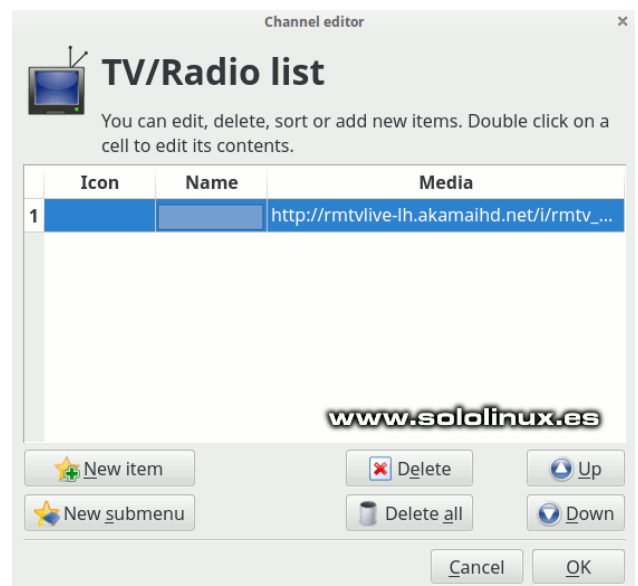 Channel editor
TV/Radio list
You can edit, delete, sort or add new items. Double click on a
cell to edit its contents.
Icon Name Media
1 http://rmtvlive-lh.akamaihd.net/i/rmtv_...
www.sololinux.es
New item Delete Up
New submenu Delete all Down
Cancel OK